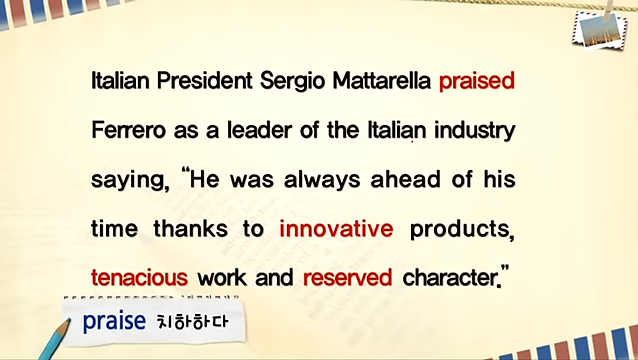 Italian President Sergio Mattarella praised
Ferrero as a leader of the Italian industry
saying, “He was always ahead of his
time thanks to innovative products,
tenacious work and reserved character.”
praise 치하하다